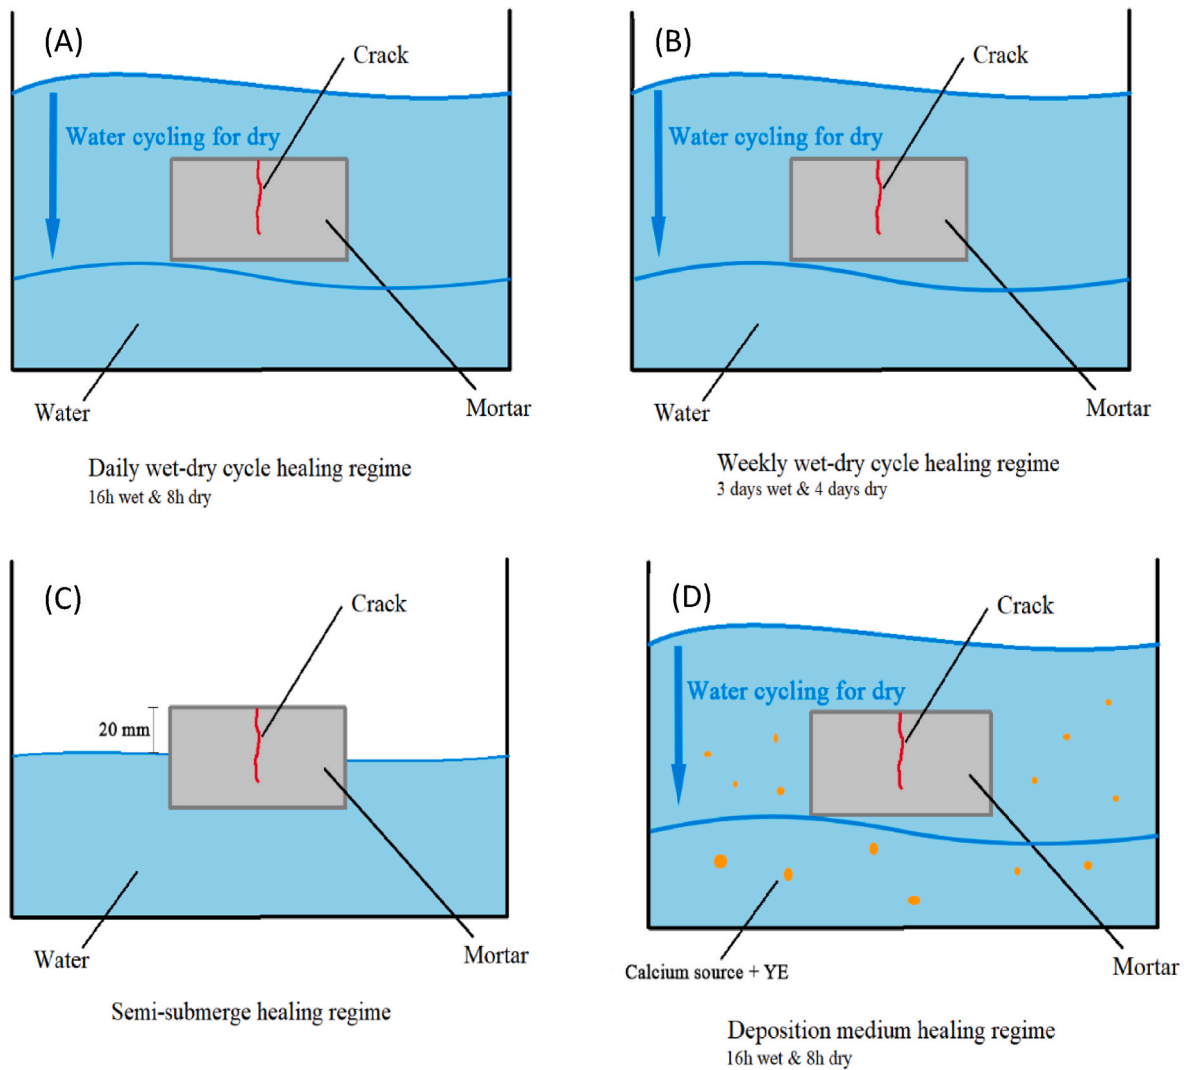 (A)
Crack
Water cycling for dry
Water
Mortar
Daily wet-dry cycle healing regime
16h wet & 8h dry
(B)
Crack
Water cycling for dry
Water
Mortar
Weekly wet-dry cycle healing regime
3 days wet & 4 days dry
(C)
Crack
20 mm
Water
Mortar
Semi-submerge healing regime
(D)
Crack
Water cycling for dry
Calcium source + YE
Mortar
Deposition medium healing regime
16h wet & 8h dry